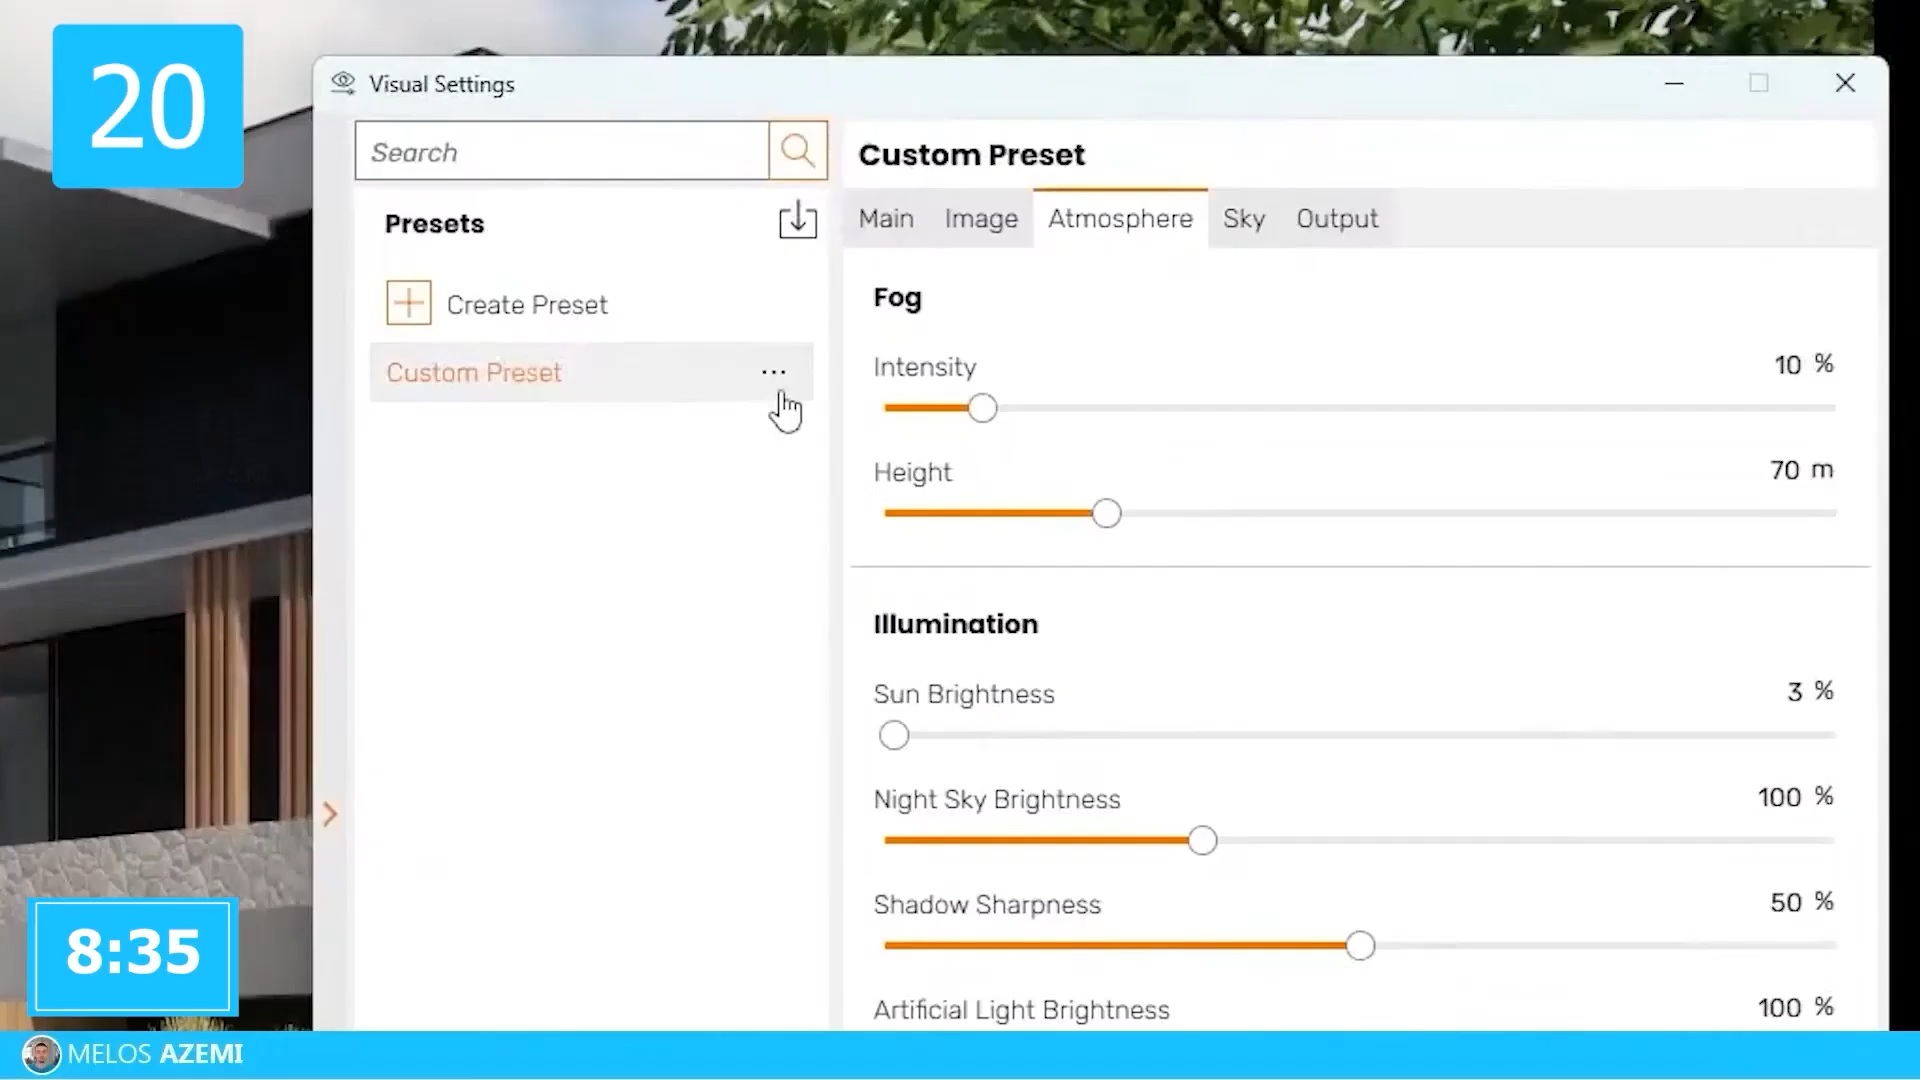 20
Visual Settings
Search
Presets
Create Preset
Custom Preset
Custom Preset
Main Image Atmosphere Sky Output
Fog
Intensity 10 %
Height 70 m
Illumination
Sun Brightness 3 %
Night Sky Brightness 100 %
Shadow Sharpness 50 %
Artificial Light Brightness 100 %
8:35
MELOS AZEMI